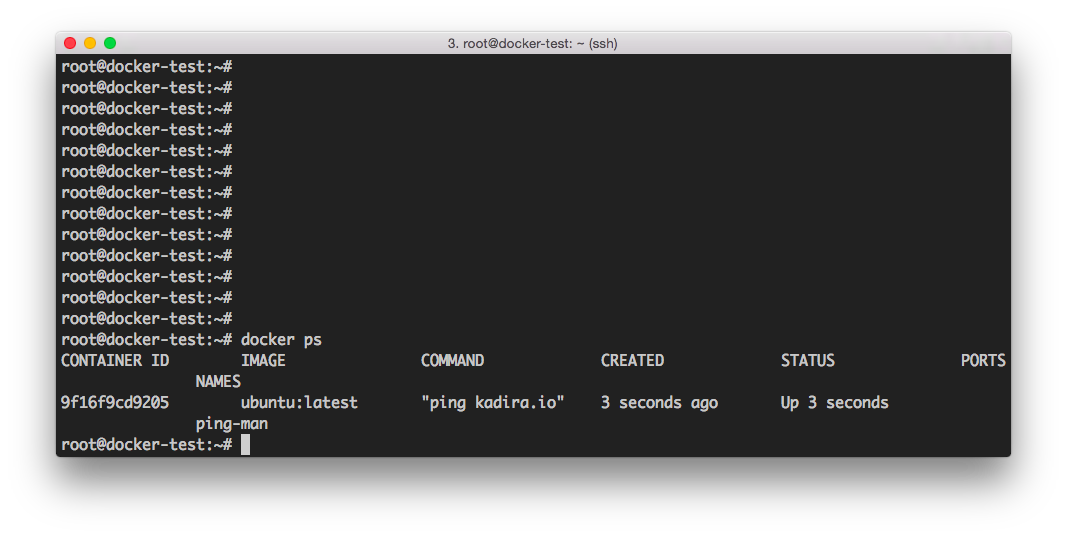 3. root@docker-test: ~ (ssh)
root@docker-test:~#
root@docker-test:~#
root@docker-test:~#
root@docker-test:~#
root@docker-test:~#
root@docker-test:~#
root@docker-test:~#
root@docker-test:~#
root@docker-test:~#
root@docker-test:~#
root@docker-test:~#
root@docker-test:~#
root@docker-test:~#
root@docker-test:~# docker ps
CONTAINER ID        IMAGE               COMMAND             CREATED             STATUS              PORTS
               NAMES
9f16f9cd9205        ubuntu:latest       "ping kadira.io"    3 seconds ago       Up 3 seconds
               ping-man
root@docker-test:~#